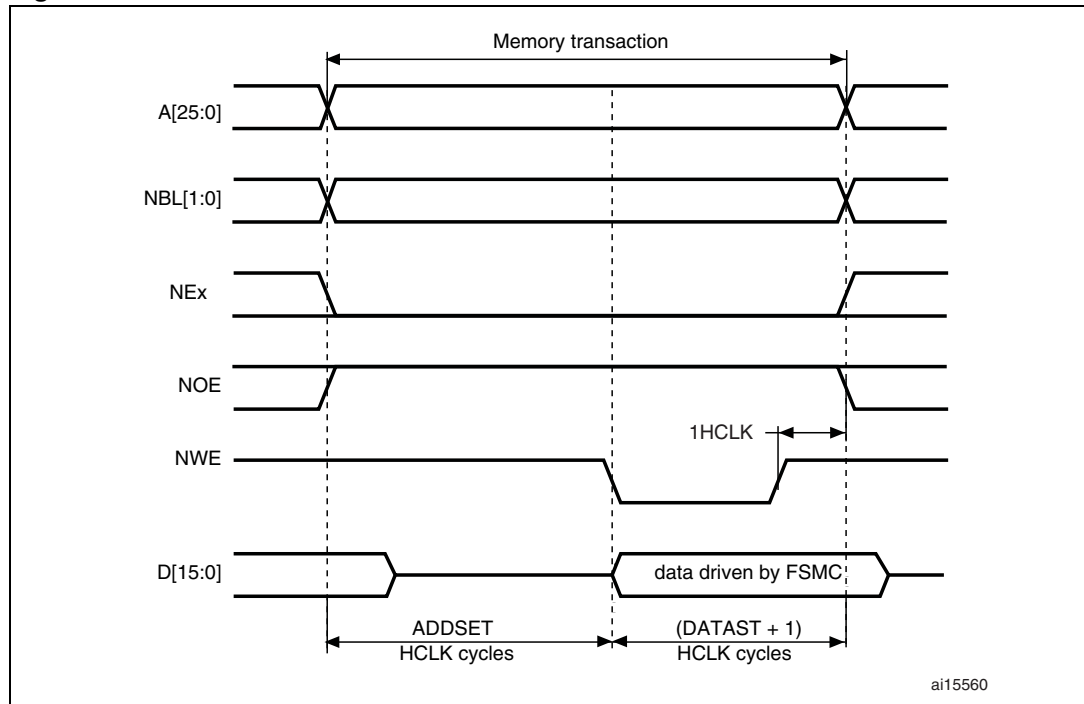 Memory transaction
A[25:0]
NBL[1:0]
NEx
NOE
1HCLK
NWE
D[15:0]
data driven by FSMC
ADDSET
HCLK cycles
(DATAST + 1)
HCLK cycles
ai15560